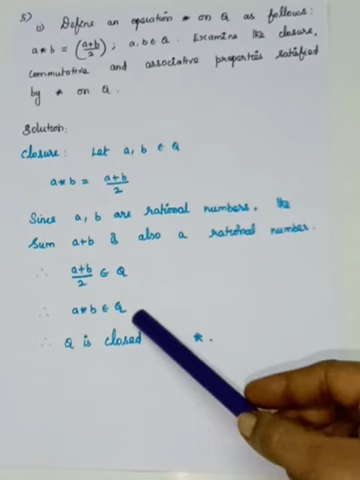 5) i) Define an operation * on Q as follows:
a * b = (a+b/2) ; a, b ∈ Q. Examine the closure,
commutative and associative properties satisfied
by * on Q.
Solution:
Closure: Let a, b ∈ Q
a * b = a+b/2
Since a, b are rational numbers, the
Sum a+b is also a rational number.
∴ a+b/2 ∈ Q
∴ a * b ∈ Q
∴ Q is closed *.